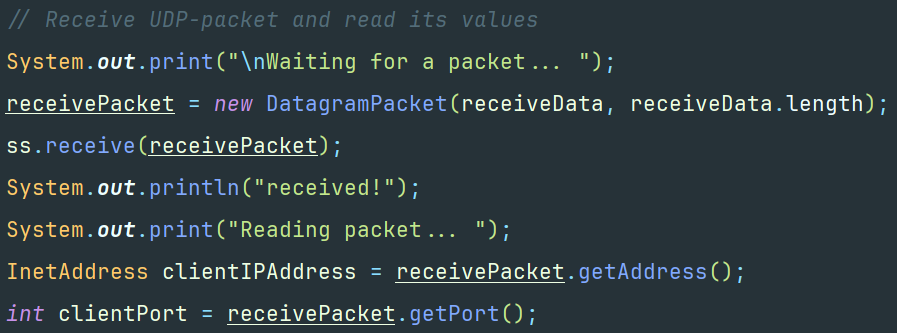 // Receive UDP-packet and read its values
System.out.print("\nWaiting for a packet... ");
receivePacket = new DatagramPacket(receiveData, receiveData.length);
ss.receive(receivePacket);
System.out.println("received!");
System.out.print("Reading packet... ");
InetAddress clientIPAddress = receivePacket.getAddress();
int clientPort = receivePacket.getPort();